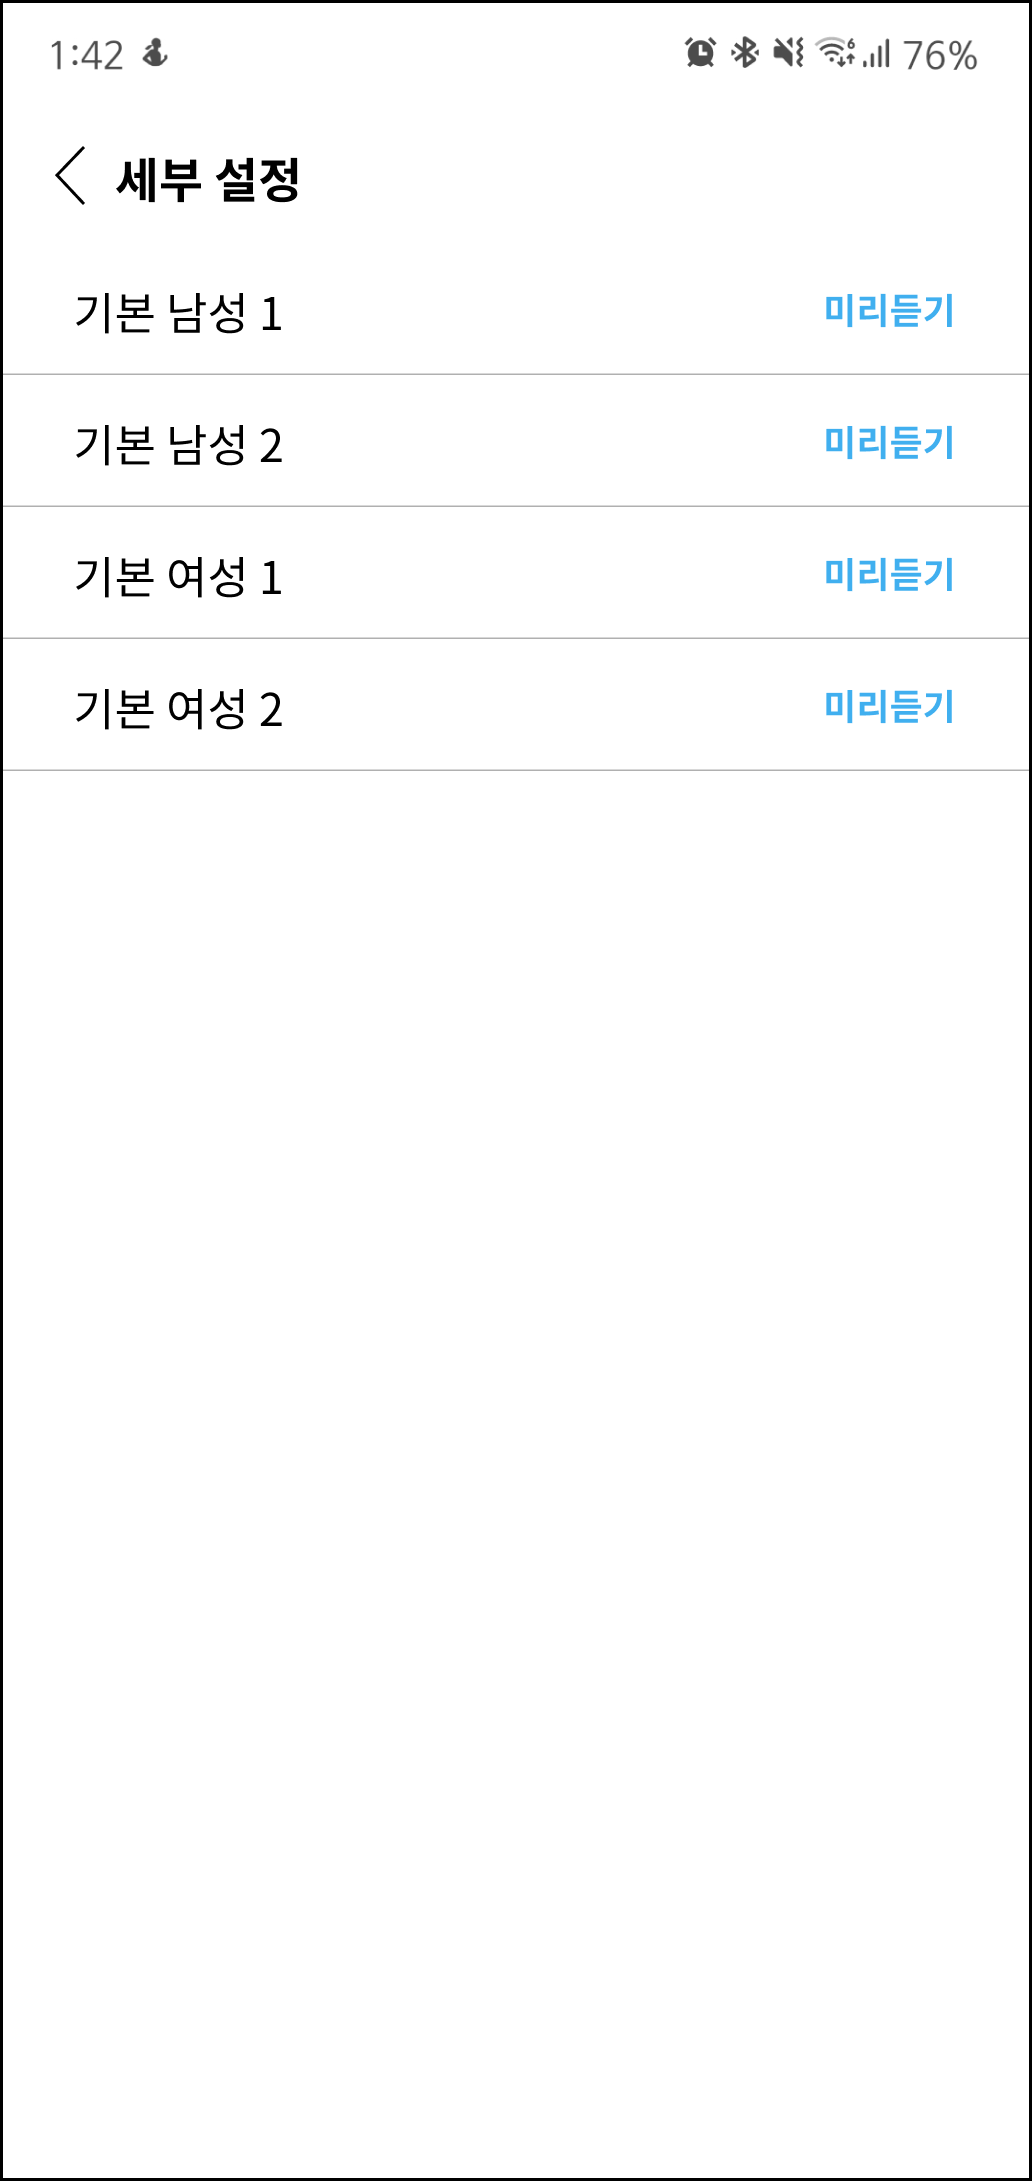 1:42 76%
세부 설정
기본 남성 1 미리듣기
기본 남성 2 미리듣기
기본 여성 1 미리듣기
기본 여성 2 미리듣기